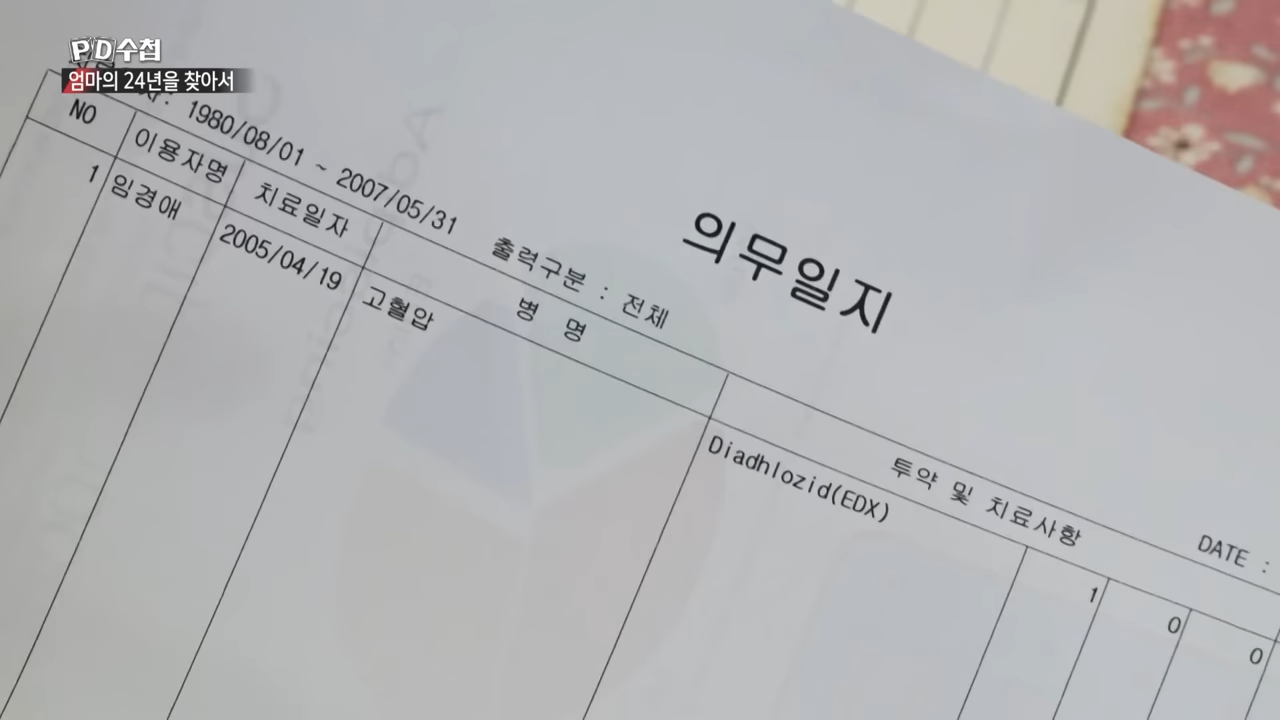 PD수첩
엄마의 24년을 찾아서
의무일지
1980/08/01 ~ 2007/05/31
출력구분 : 전체
DATE :
NO 이용자명 치료일자 병 명 투약 및 치료사항
1 임경애 2005/04/19 고혈압 Diadhlozid(EDX) 1 0 0